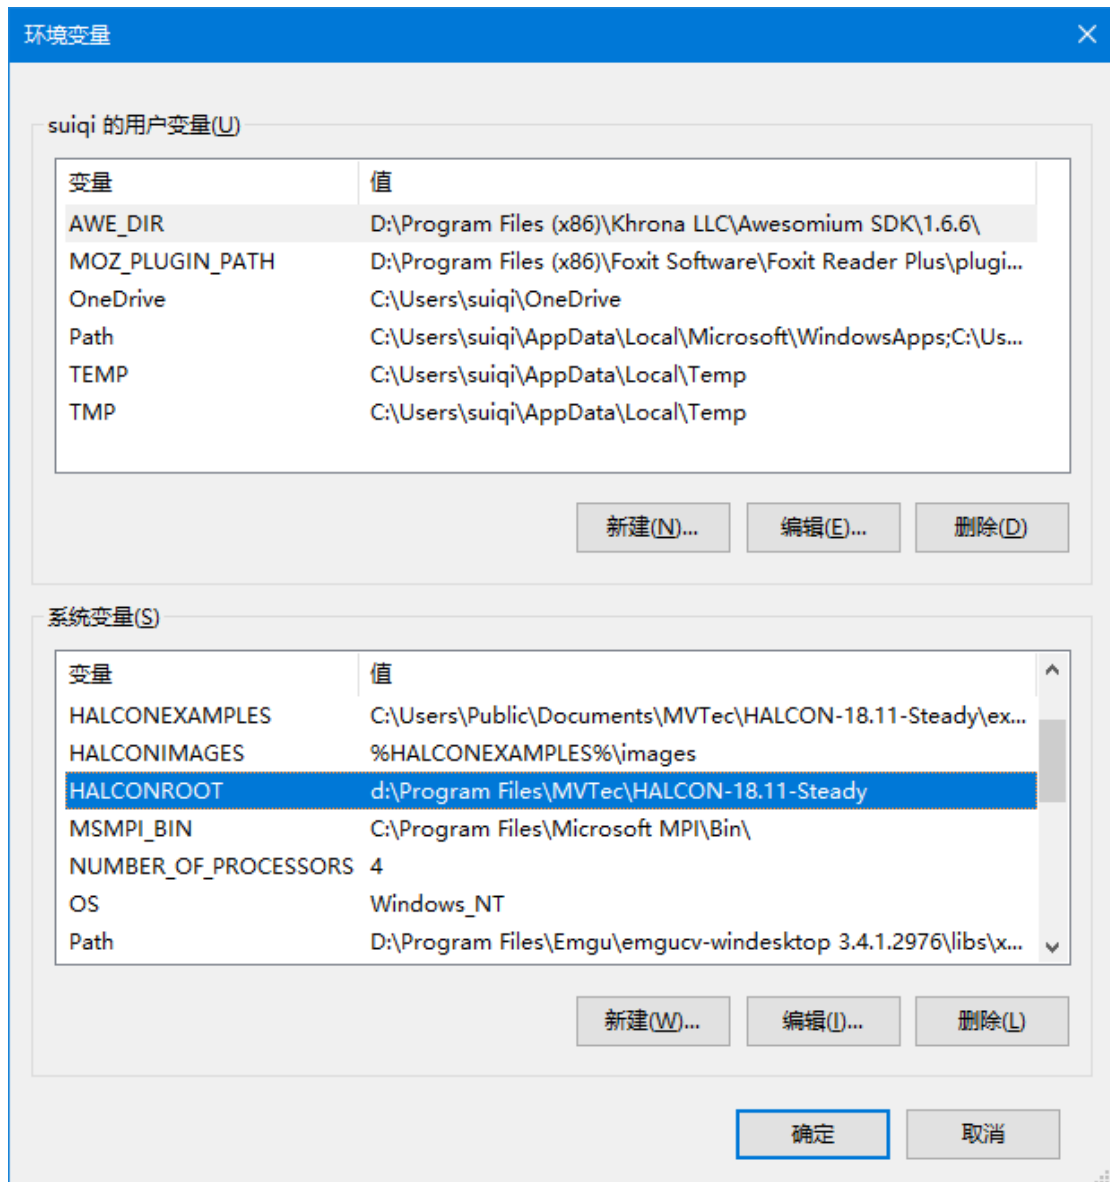 环境变量
suiqi 的用户变量(U)
变量 值
AWE_DIR D:\Program Files (x86)\Khrona LLC\Awesomium SDK\1.6.6\
MOZ_PLUGIN_PATH D:\Program Files (x86)\Foxit Software\Foxit Reader Plus\plugi...
OneDrive C:\Users\suiqi\OneDrive
Path C:\Users\suiqi\AppData\Local\Microsoft\WindowsApps;C:\Us...
TEMP C:\Users\suiqi\AppData\Local\Temp
TMP C:\Users\suiqi\AppData\Local\Temp
新建(N)... 编辑(E)... 删除(D)
系统变量(S)
变量 值
HALCONEXAMPLES C:\Users\Public\Documents\MVTec\HALCON-18.11-Steady\ex...
HALCONIMAGES %HALCONEXAMPLES%\images
HALCONROOT d:\Program Files\MVTec\HALCON-18.11-Steady
MSMPI_BIN C:\Program Files\Microsoft MPI\Bin\
NUMBER_OF_PROCESSORS 4
OS Windows_NT
Path D:\Program Files\Emgu\emgucv-windesktop 3.4.1.2976\libs\x...
新建(W)... 编辑(I)... 删除(L)
确定 取消